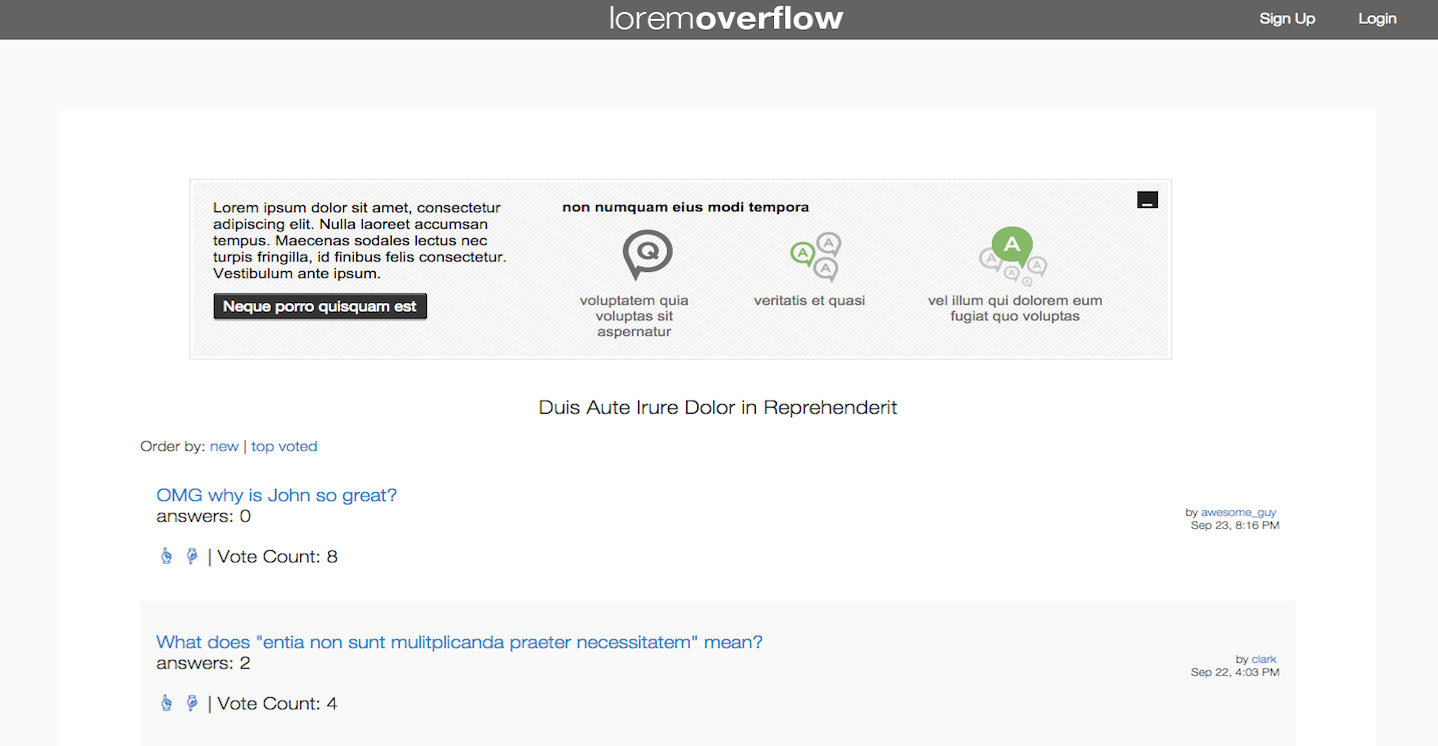 loremoverflow
Sign Up
Login
Lorem ipsum dolor sit amet, consectetur
adipiscing elit. Nulla laoreet accumsan
tempus. Maecenas sodales lectus nec
turpis fringilla, id finibus felis consectetur.
Vestibulum ante ipsum.
Neque porro quisquam est
non numquam eius modi tempora
Q
voluptatem quia
voluptas sit
aspernatur
A
A
A
veritatis et quasi
A
A
A
A
A
vel illum qui dolorem eum
fugiat quo voluptas
Duis Aute Irure Dolor in Reprehenderit
Order by: new | top voted
OMG why is John so great?
answers: 0
by awesome_guy
Sep 23, 8:16 PM
| Vote Count: 8
What does "entia non sunt mulitplicanda praeter necessitatem" mean?
answers: 2
by clark
Sep 22, 4:03 PM
| Vote Count: 4